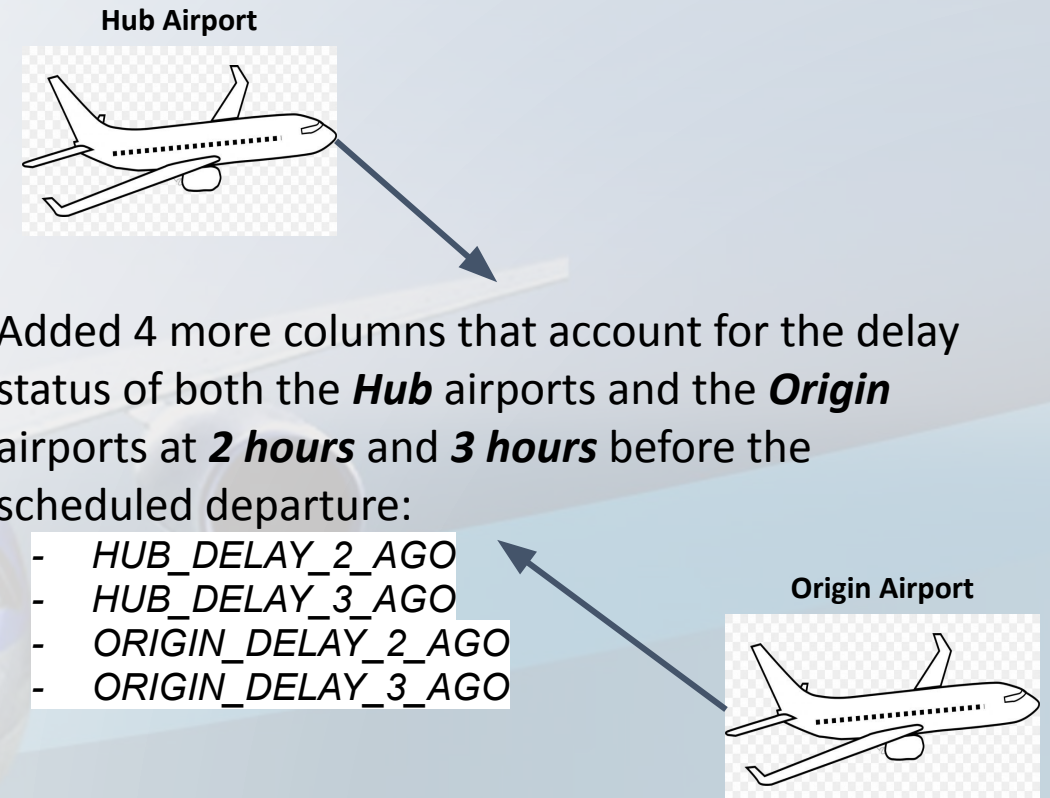 Hub Airport
Added 4 more columns that account for the delay
status of both the Hub airports and the Origin
airports at 2 hours and 3 hours before the
scheduled departure:
- HUB_DELAY_2_AGO
- HUB_DELAY_3_AGO
- ORIGIN_DELAY_2_AGO
- ORIGIN_DELAY_3_AGO
Origin Airport